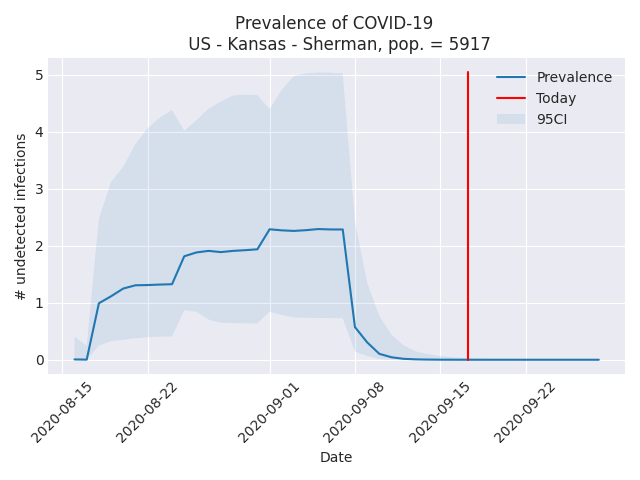 Prevalence of COVID-19
US - Kansas - Sherman, pop. = 5917
Prevalence
Today
95CI
# undetected infections
5
4
3
2
1
0
2020-08-15
2020-08-22
2020-09-01
2020-09-08
2020-09-15
2020-09-22
Date